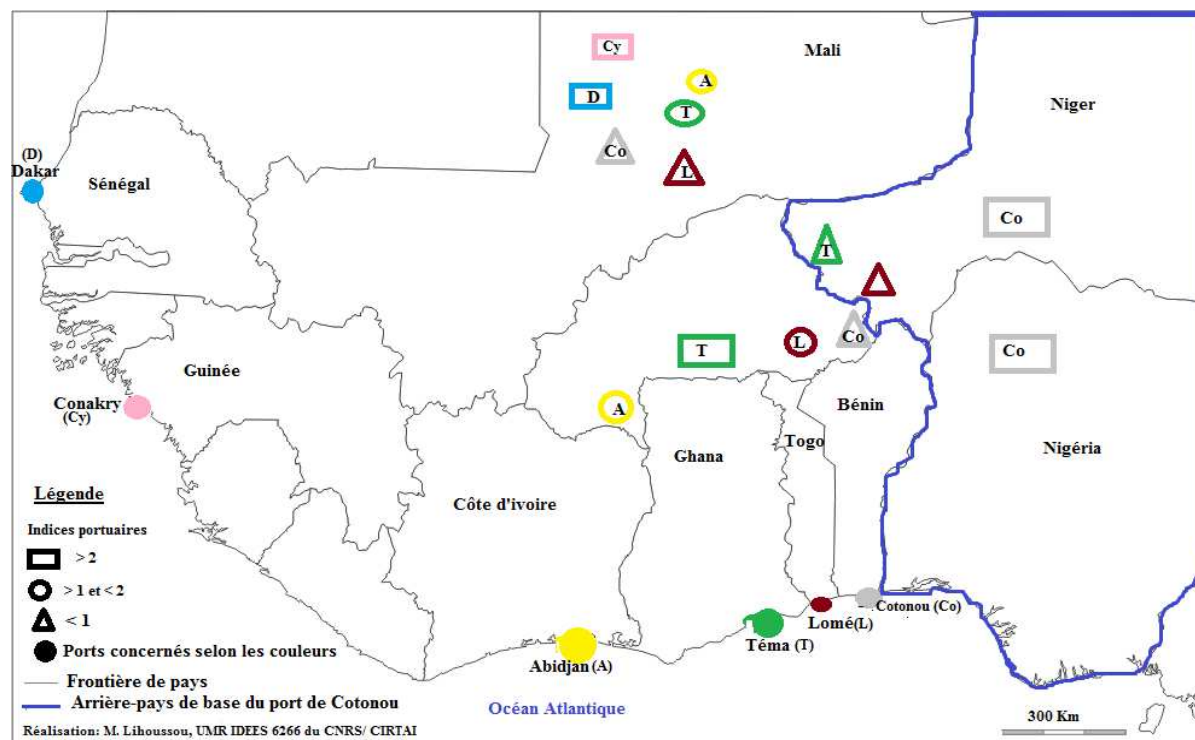 Cy
Mali
A
D
T
Niger
Co
L
(D)
Dakar
Sénégal
Co
T
Co
T
L
Co
Guinée
Conakry
(Cy)
A
Bénin
Togo
Ghana
Nigéria
Légende
Côte d'ivoire
Indices portuaires
> 2
> 1 et < 2
< 1
Cotonou (Co)
Lomé(L)
Téma (T)
Abidjan (A)
Ports concernés selon les couleurs
Frontière de pays
Arrière-pays de base du port de Cotonou
Océan Atlantique
300 Km
Réalisation: M. Lihoussou, UMR IDEES 6266 du CNRS/ CIRTAI